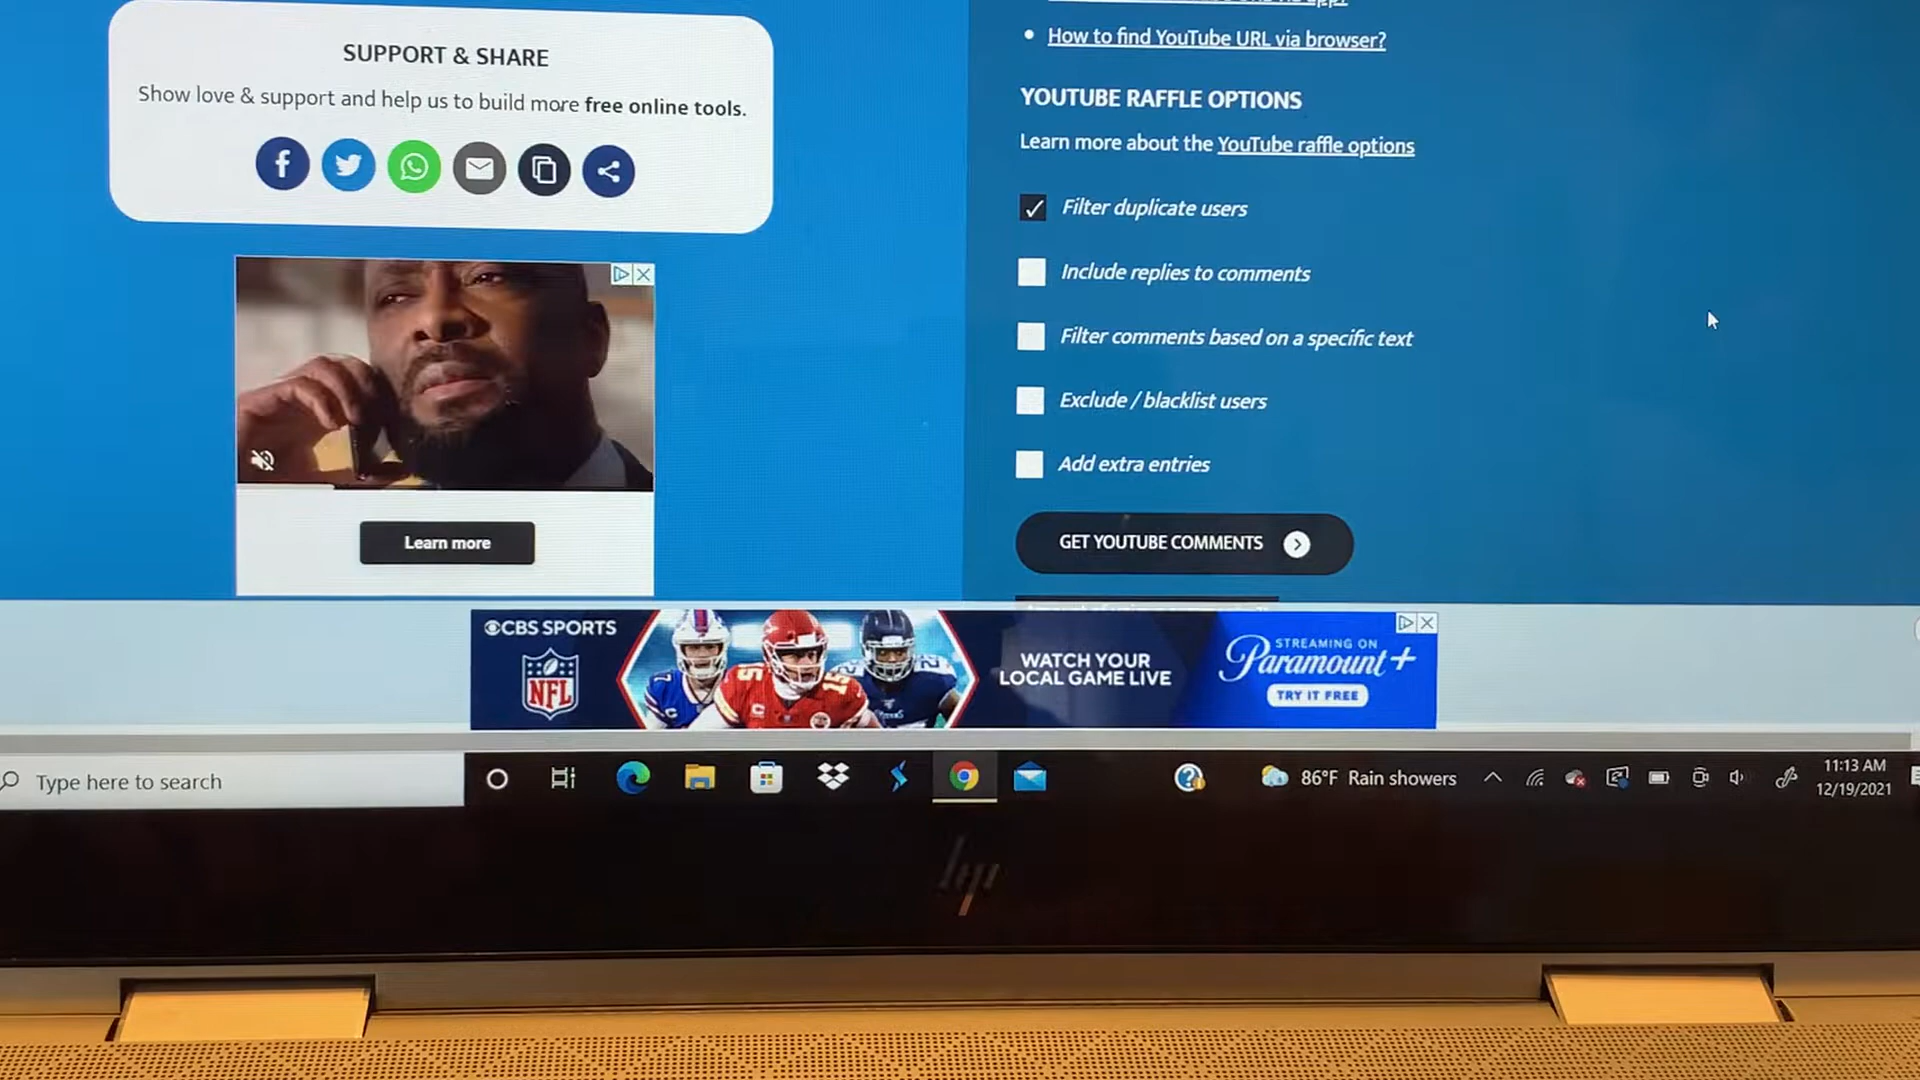 SUPPORT & SHARE
Show love & support and help us to build more free online tools.
Learn more
How to find YouTube URL via browser?
YOUTUBE RAFFLE OPTIONS
Learn more about the YouTube raffle options
Filter duplicate users
Include replies to comments
Filter comments based on a specific text
Exclude / blacklist users
Add extra entries
GET YOUTUBE COMMENTS
CBS SPORTS
NFL
WATCH YOUR
LOCAL GAME LIVE
STREAMING ON
Paramount+
TRY IT FREE
Type here to search
86°F Rain showers
11:13 AM
12/19/2021
hp